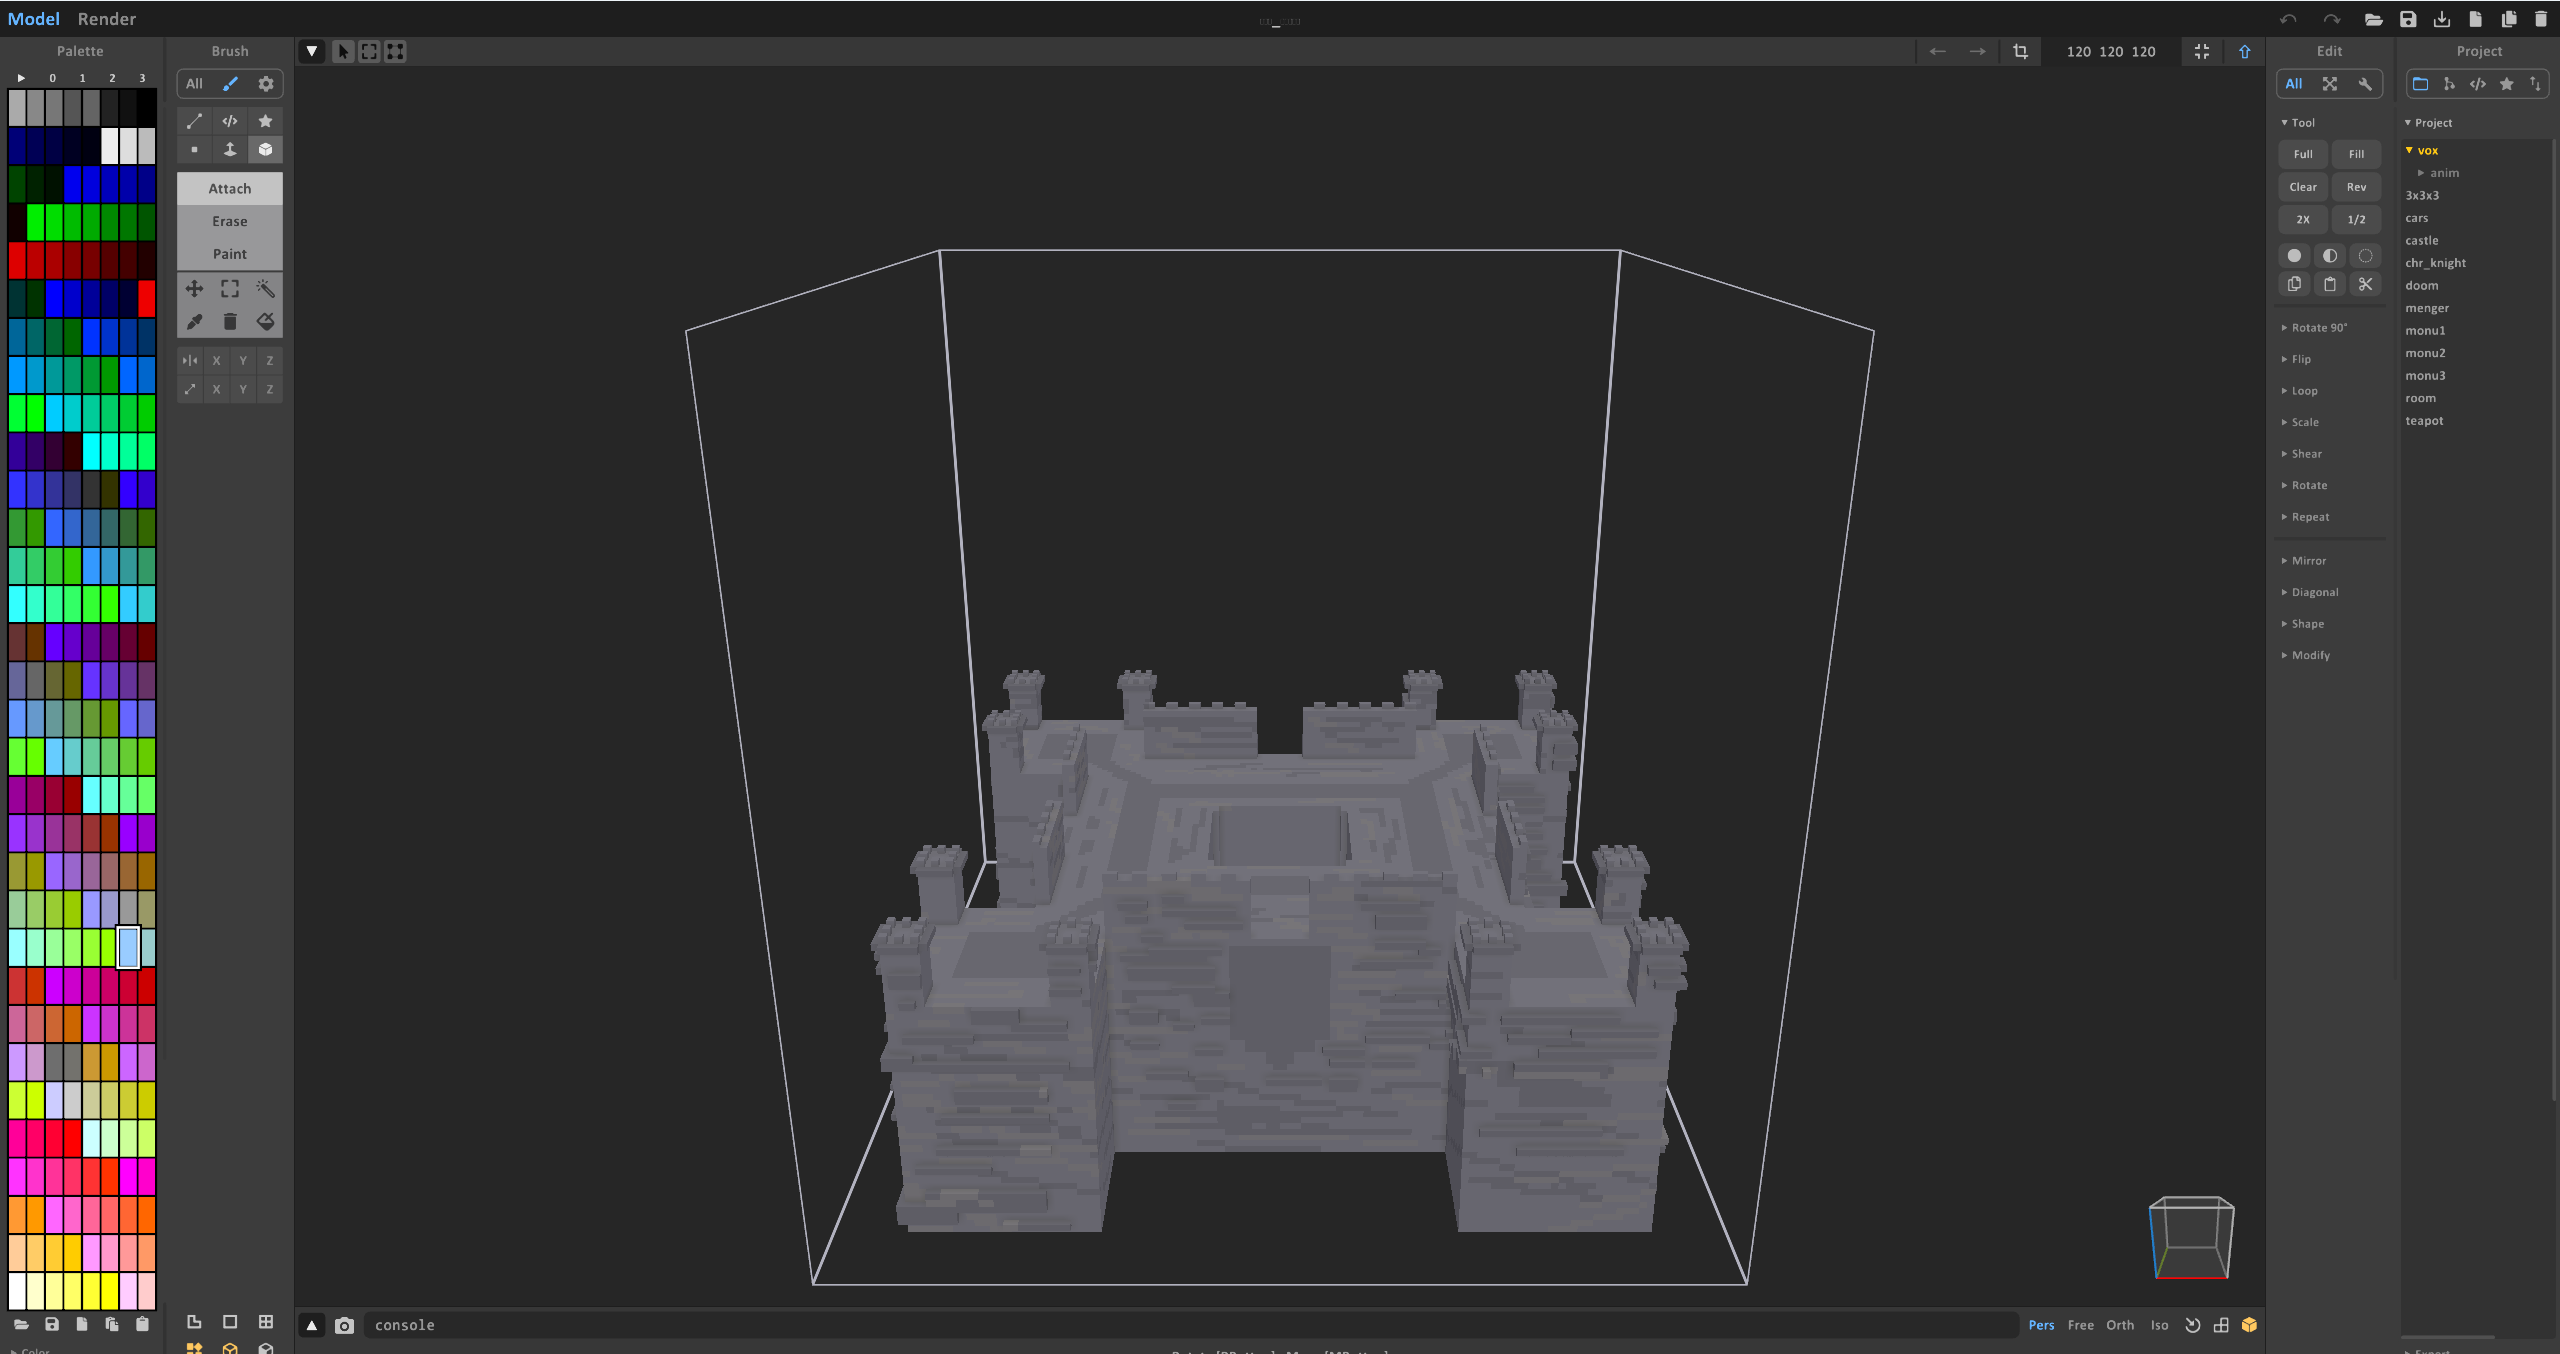 Model Render
Palette
0 1 2 3
Color
Brush
All
Attach
Erase
Paint
X Y Z
X Y Z
120 120 120
console
Pers Free Orth Iso
Edit
All
Tool
Full Fill
Clear Rev
2X 1/2
Rotate 90°
Flip
Loop
Scale
Shear
Rotate
Repeat
Mirror
Diagonal
Shape
Modify
Project
Project
vox
anim
3x3x3
cars
castle
chr_knight
doom
menger
monu1
monu2
monu3
room
teapot
Export